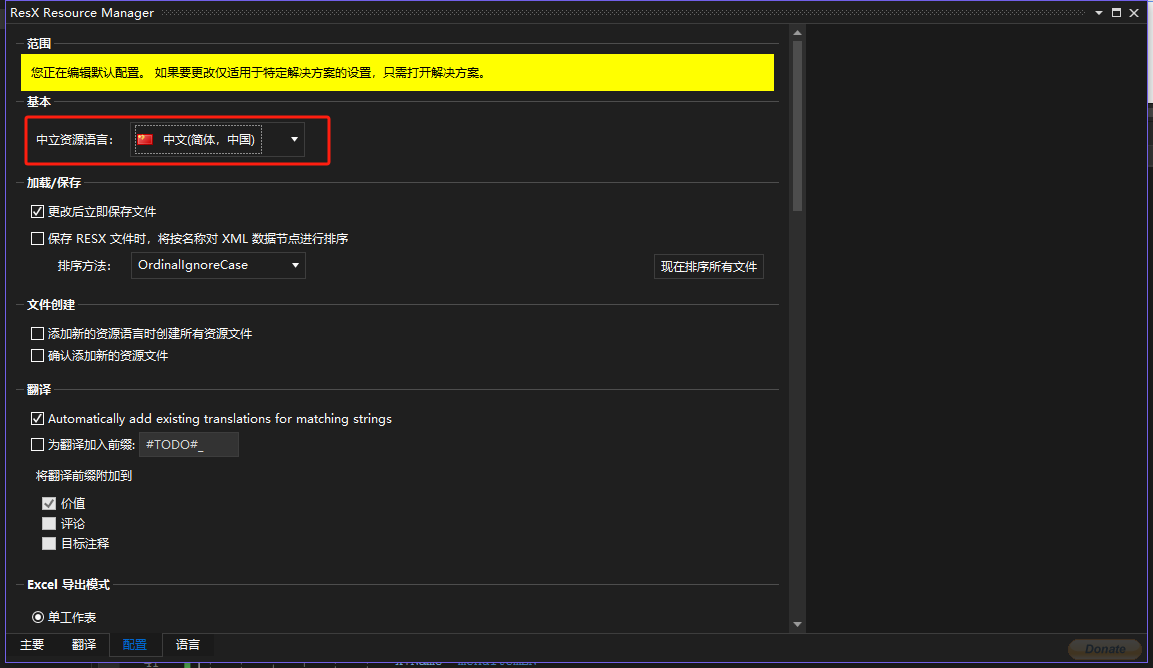 ResX Resource Manager
范围
您正在编辑默认配置。 如果要更改仅适用于特定解决方案的设置，只需打开解决方案。
基本
中立资源语言：
中文(简体，中国)
加载/保存
更改后立即保存文件
保存 RESX 文件时，将按名称对 XML 数据节点进行排序
排序方法：
OrdinalIgnoreCase
现在排序所有文件
文件创建
添加新的资源语言时创建所有资源文件
确认添加新的资源文件
翻译
Automatically add existing translations for matching strings
为翻译加入前缀:
#TODO#_
将翻译前缀附加到
价值
评论
目标注释
Excel 导出模式
单工作表
主要
翻译
配置
语言
Donate